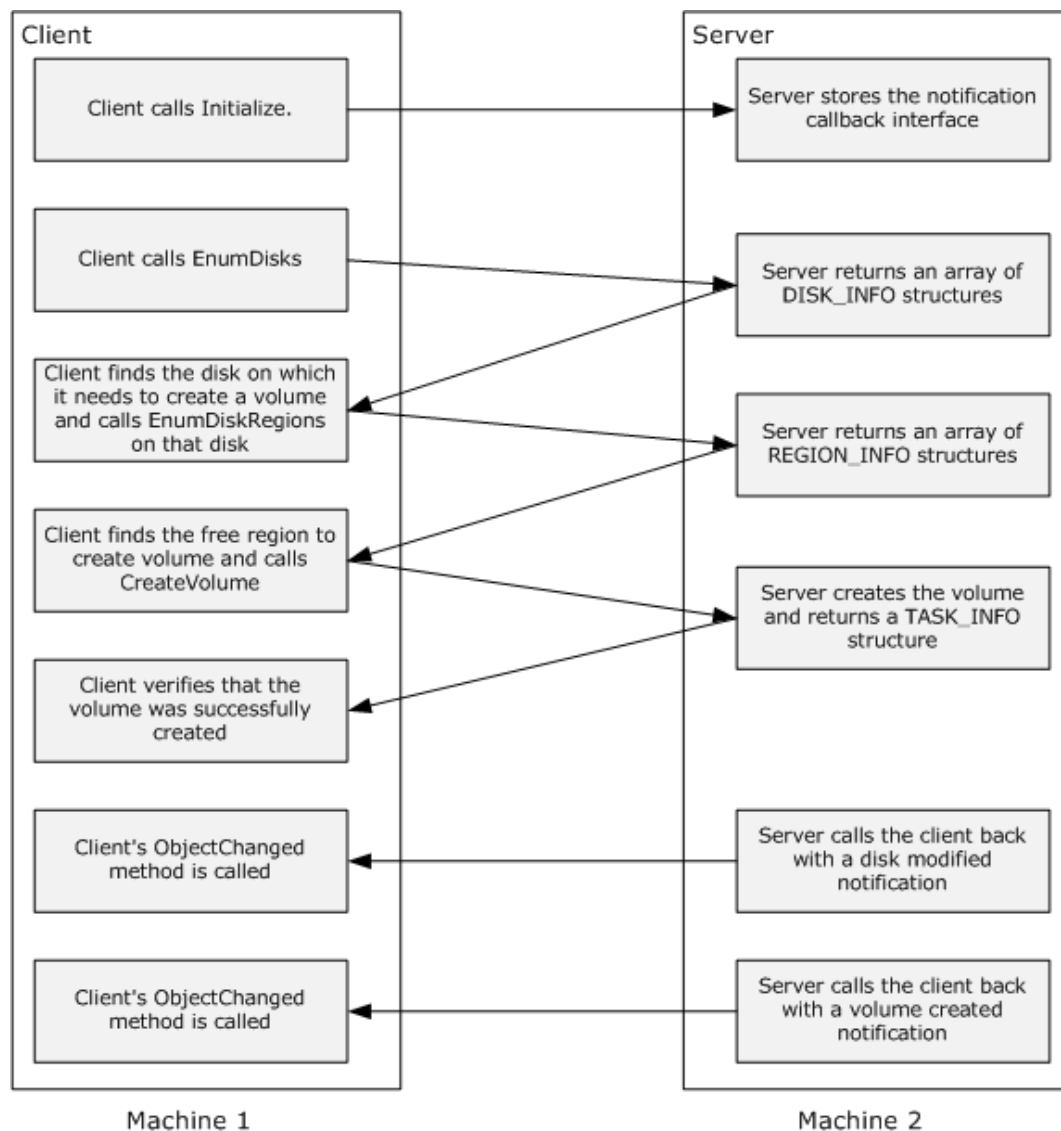 Client
Client calls Initialize.
Client calls EnumDisks
Client finds the disk on which
it needs to create a volume
and calls EnumDiskRegions
on that disk
Client finds the free region to
create volume and calls
CreateVolume
Client verifies that the
volume was successfully
created
Client's ObjectChanged
method is called
Client's ObjectChanged
method is called
Machine 1
Server
Server stores the notification
callback interface
Server returns an array of
DISK_INFO structures
Server returns an array of
REGION_INFO structures
Server creates the volume
and returns a TASK_INFO
structure
Server calls the client back
with a disk modified
notification
Server calls the client back
with a volume created
notification
Machine 2